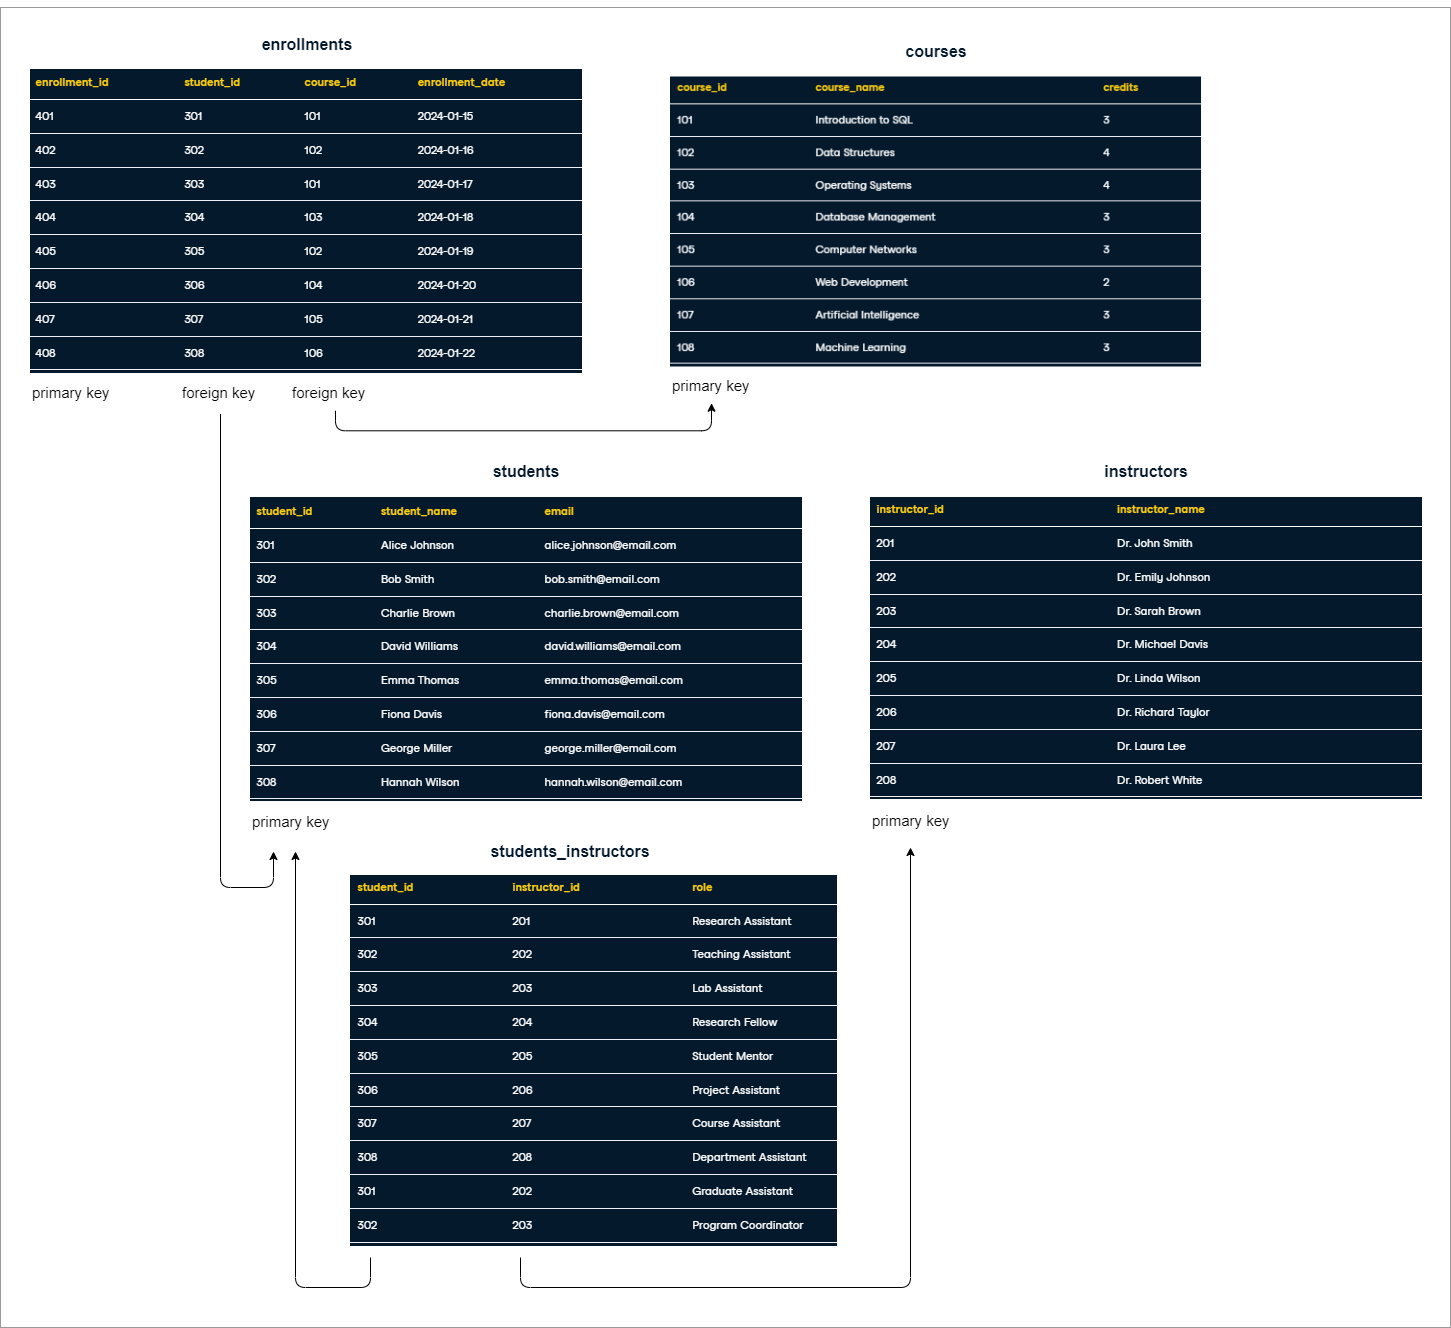 enrollments
enrollment_id student_id course_id enrollment_date
401 301 101 2024-01-15
402 302 102 2024-01-16
403 303 101 2024-01-17
404 304 103 2024-01-18
405 305 102 2024-01-19
406 306 104 2024-01-20
407 307 105 2024-01-21
408 308 106 2024-01-22
primary key foreign key foreign key
courses
course_id course_name credits
101 Introduction to SQL 3
102 Data Structures 4
103 Operating Systems 4
104 Database Management 3
105 Computer Networks 3
106 Web Development 2
107 Artificial Intelligence 3
108 Machine Learning 3
primary key
students
student_id student_name email
301 Alice Johnson alice.johnson@email.com
302 Bob Smith bob.smith@email.com
303 Charlie Brown charlie.brown@email.com
304 David Williams david.williams@email.com
305 Emma Thomas emma.thomas@email.com
306 Fiona Davis fiona.davis@email.com
307 George Miller george.miller@email.com
308 Hannah Wilson hannah.wilson@email.com
primary key
instructors
instructor_id instructor_name
201 Dr. John Smith
202 Dr. Emily Johnson
203 Dr. Sarah Brown
204 Dr. Michael Davis
205 Dr. Linda Wilson
206 Dr. Richard Taylor
207 Dr. Laura Lee
208 Dr. Robert White
primary key
students_instructors
student_id instructor_id role
301 201 Research Assistant
302 202 Teaching Assistant
303 203 Lab Assistant
304 204 Research Fellow
305 205 Student Mentor
306 206 Project Assistant
307 207 Course Assistant
308 208 Department Assistant
301 202 Graduate Assistant
302 203 Program Coordinator